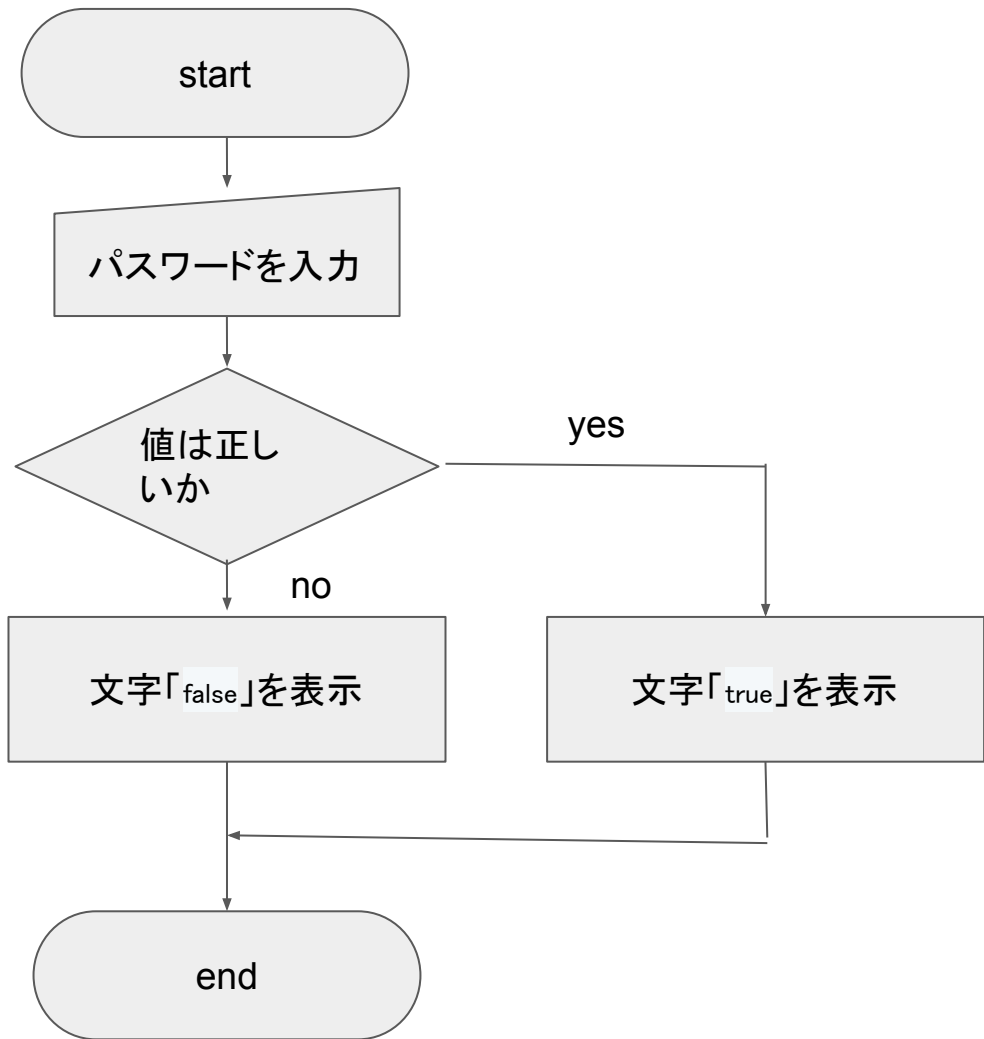 start
パスワードを入力
値は正し
いか
yes
no
文字「false」を表示
文字「true」を表示
end